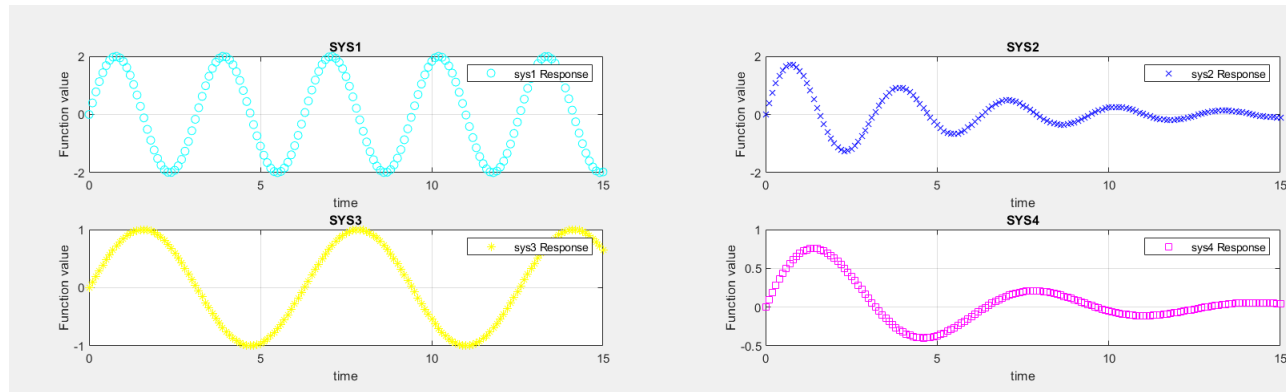 SYS1
2
0
-2
Function value
sys1 Response
0
5
10
15
time
SYS2
2
0
-2
Function value
sys2 Response
0
5
10
15
time
SYS3
1
0
-1
Function value
sys3 Response
0
5
10
15
time
SYS4
1
0.5
0
-0.5
Function value
sys4 Response
0
5
10
15
time